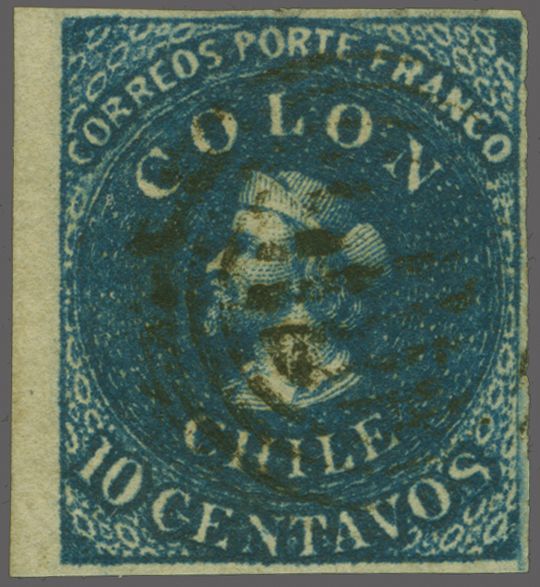 CORREOS PORTE FRANCO
COLON
CHILE
10 CENTAVOS